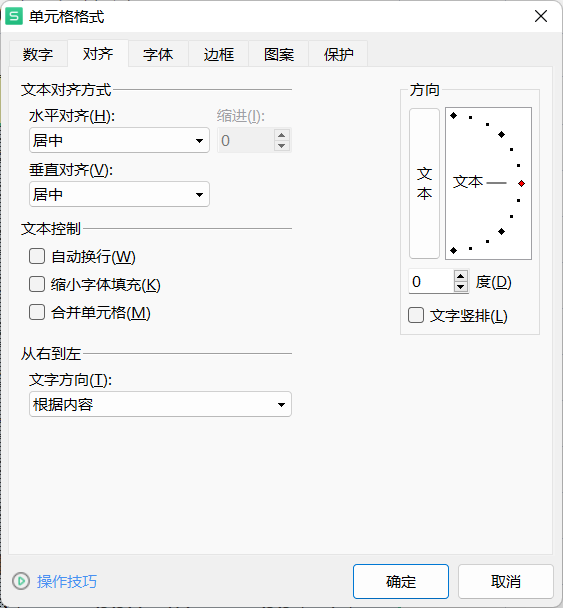 S 单元格格式
数字 对齐 字体 边框 图案 保护
文本对齐方式
水平对齐(H): 缩进(I):
居中 0
垂直对齐(V):
居中
文本控制
自动换行(W)
缩小字体填充(K)
合并单元格(M)
从右到左
文字方向(T):
根据内容
方向
文本
文本
0 度(D)
文字竖排(L)
操作技巧
确定 取消